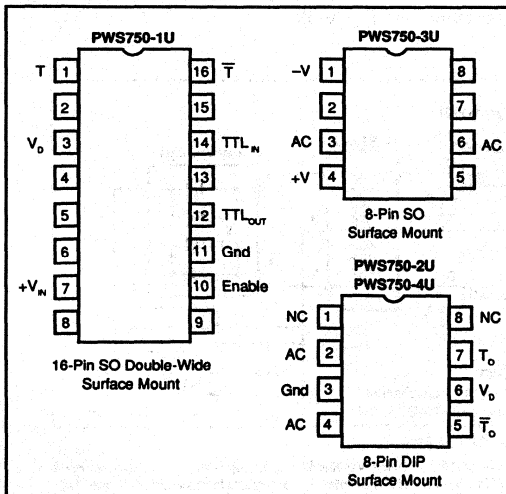 PWS750-1U
T 1 16 T̅
2 15
V_D 3 14 TTL_IN
4 13
5 12 TTL_OUT
6 11 Gnd
+V_IN 7 10 Enable
8 9
16-Pin SO Double-Wide
Surface Mount
PWS750-3U
–V 1 8
2 7
AC 3 6 AC
+V 4 5
8-Pin SO
Surface Mount
PWS750-2U
PWS750-4U
NC 1 8 NC
AC 2 7 T_D
Gnd 3 6 V_D
AC 4 5 T̅_D
8-Pin DIP
Surface Mount